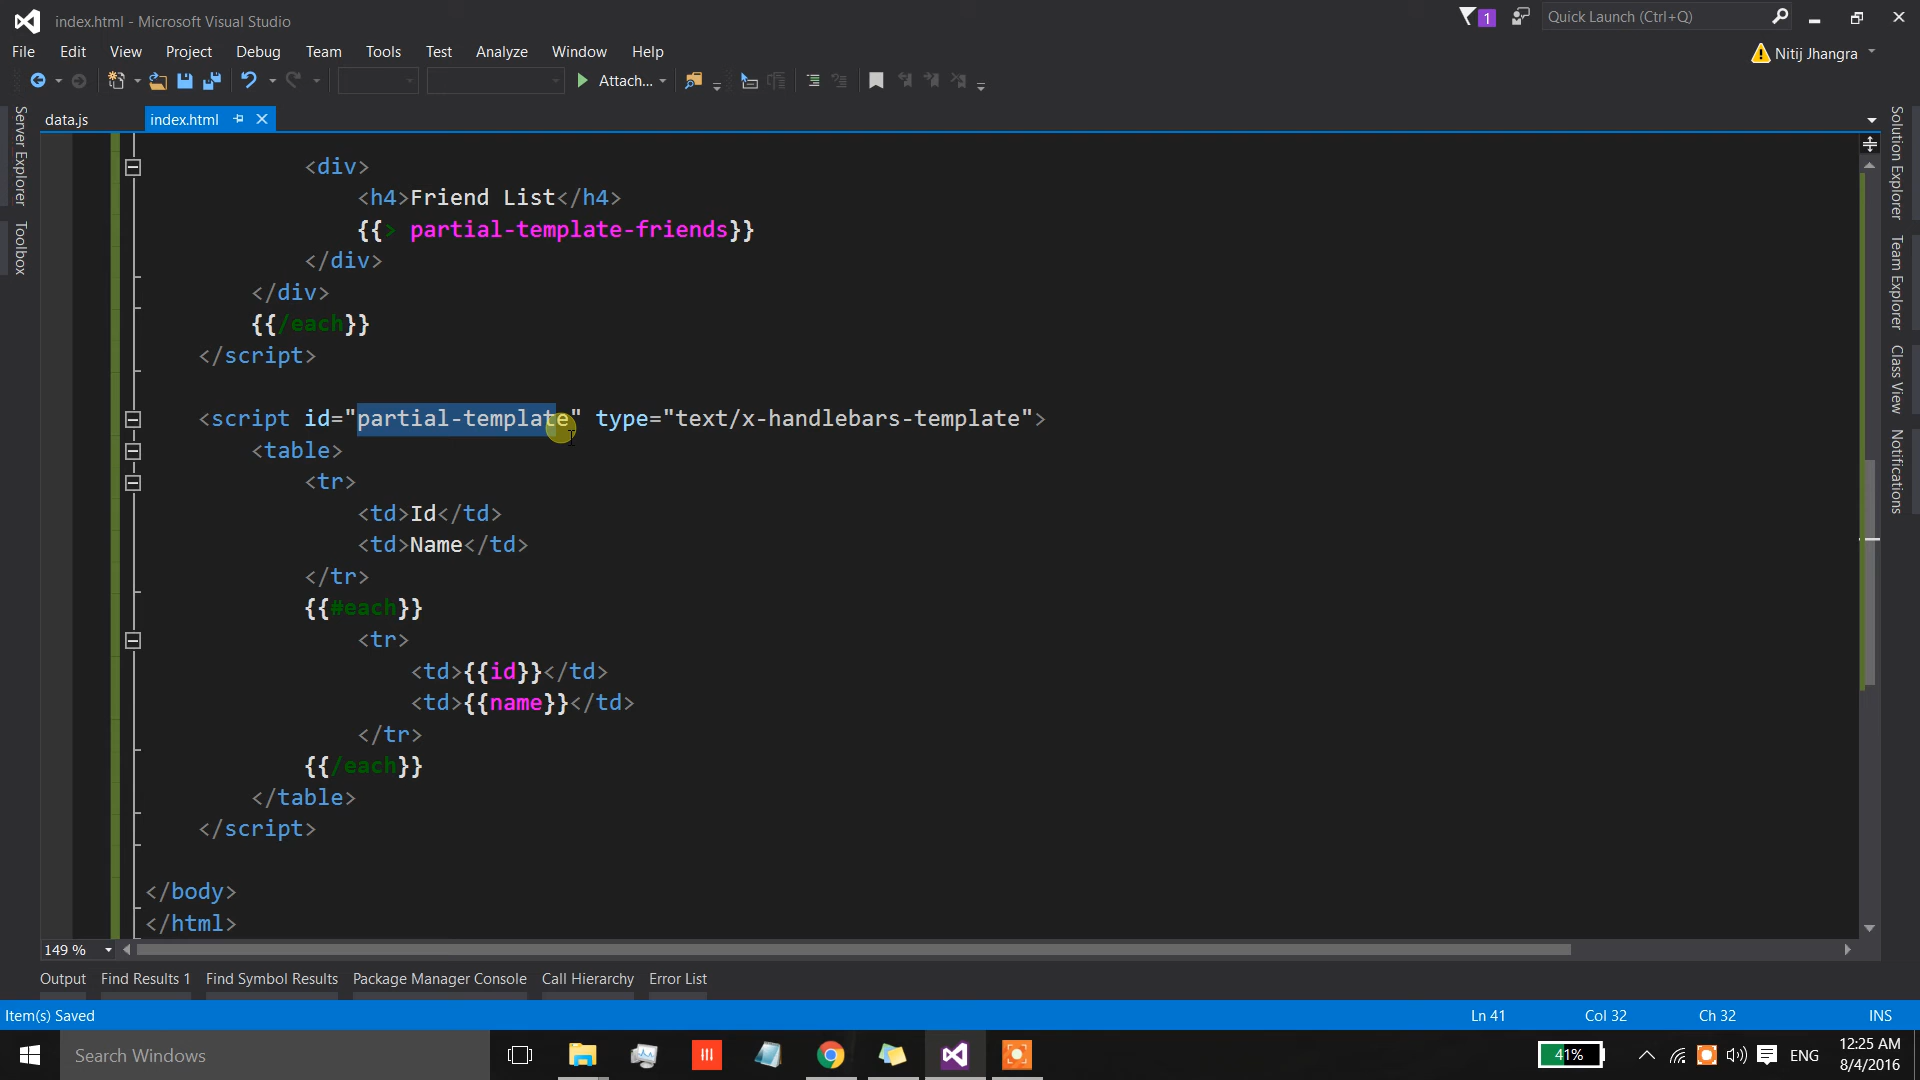 index.html - Microsoft Visual Studio
1
Quick Launch (Ctrl+Q)
File Edit View Project Debug Team Tools Test Analyze Window Help
Nitij Jhangra
Attach...
data.js
index.html
Server Explorer
Toolbox
Solution Explorer
Team Explorer
Class View
Notifications
<div>
<h4>Friend List</h4>
{{> partial-template-friends}}
</div>
</div>
{{/each}}
</script>
<script id="partial-template" type="text/x-handlebars-template">
<table>
<tr>
<td>Id</td>
<td>Name</td>
</tr>
{{#each}}
<tr>
<td>{{id}}</td>
<td>{{name}}</td>
</tr>
{{/each}}
</table>
</script>
</body>
</html>
149 %
Output Find Results 1 Find Symbol Results Package Manager Console Call Hierarchy Error List
Item(s) Saved
Ln 41 Col 32 Ch 32 INS
Search Windows
41%
ENG
12:25 AM
8/4/2016